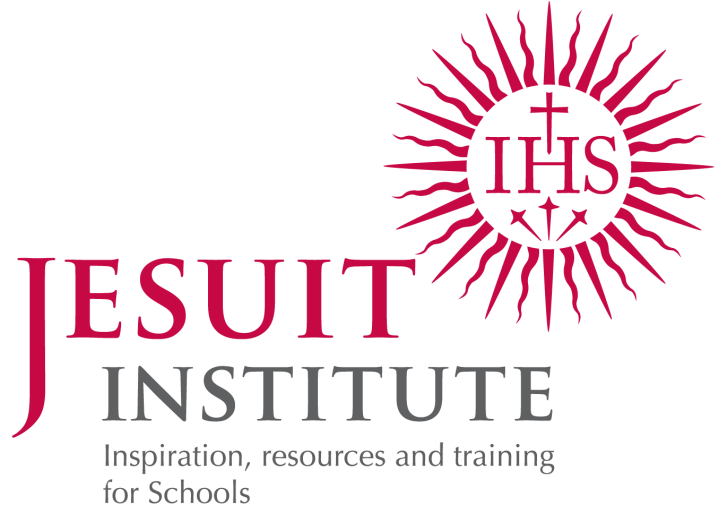 IHS
JESUIT
INSTITUTE
Inspiration, resources and training
for Schools